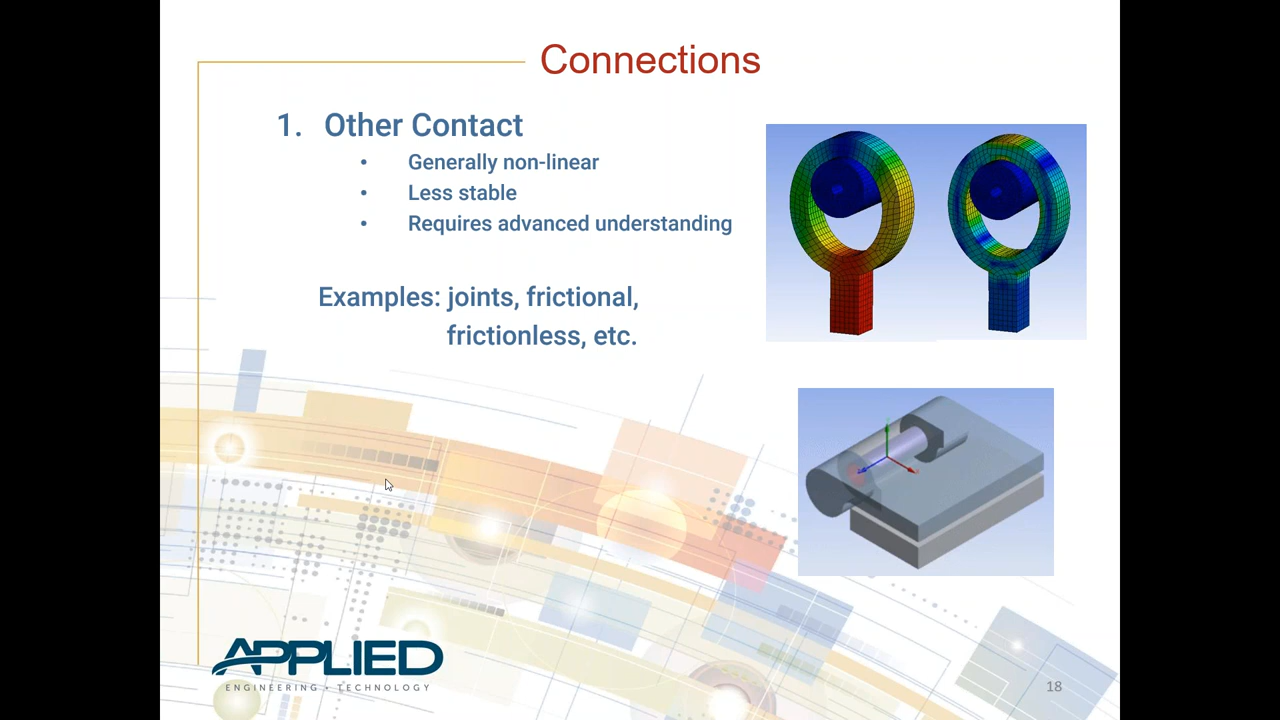 Connections
1. Other Contact
• Generally non-linear
• Less stable
• Requires advanced understanding
Examples: joints, frictional,
frictionless, etc.
APPLIED
ENGINEERING • TECHNOLOGY
18